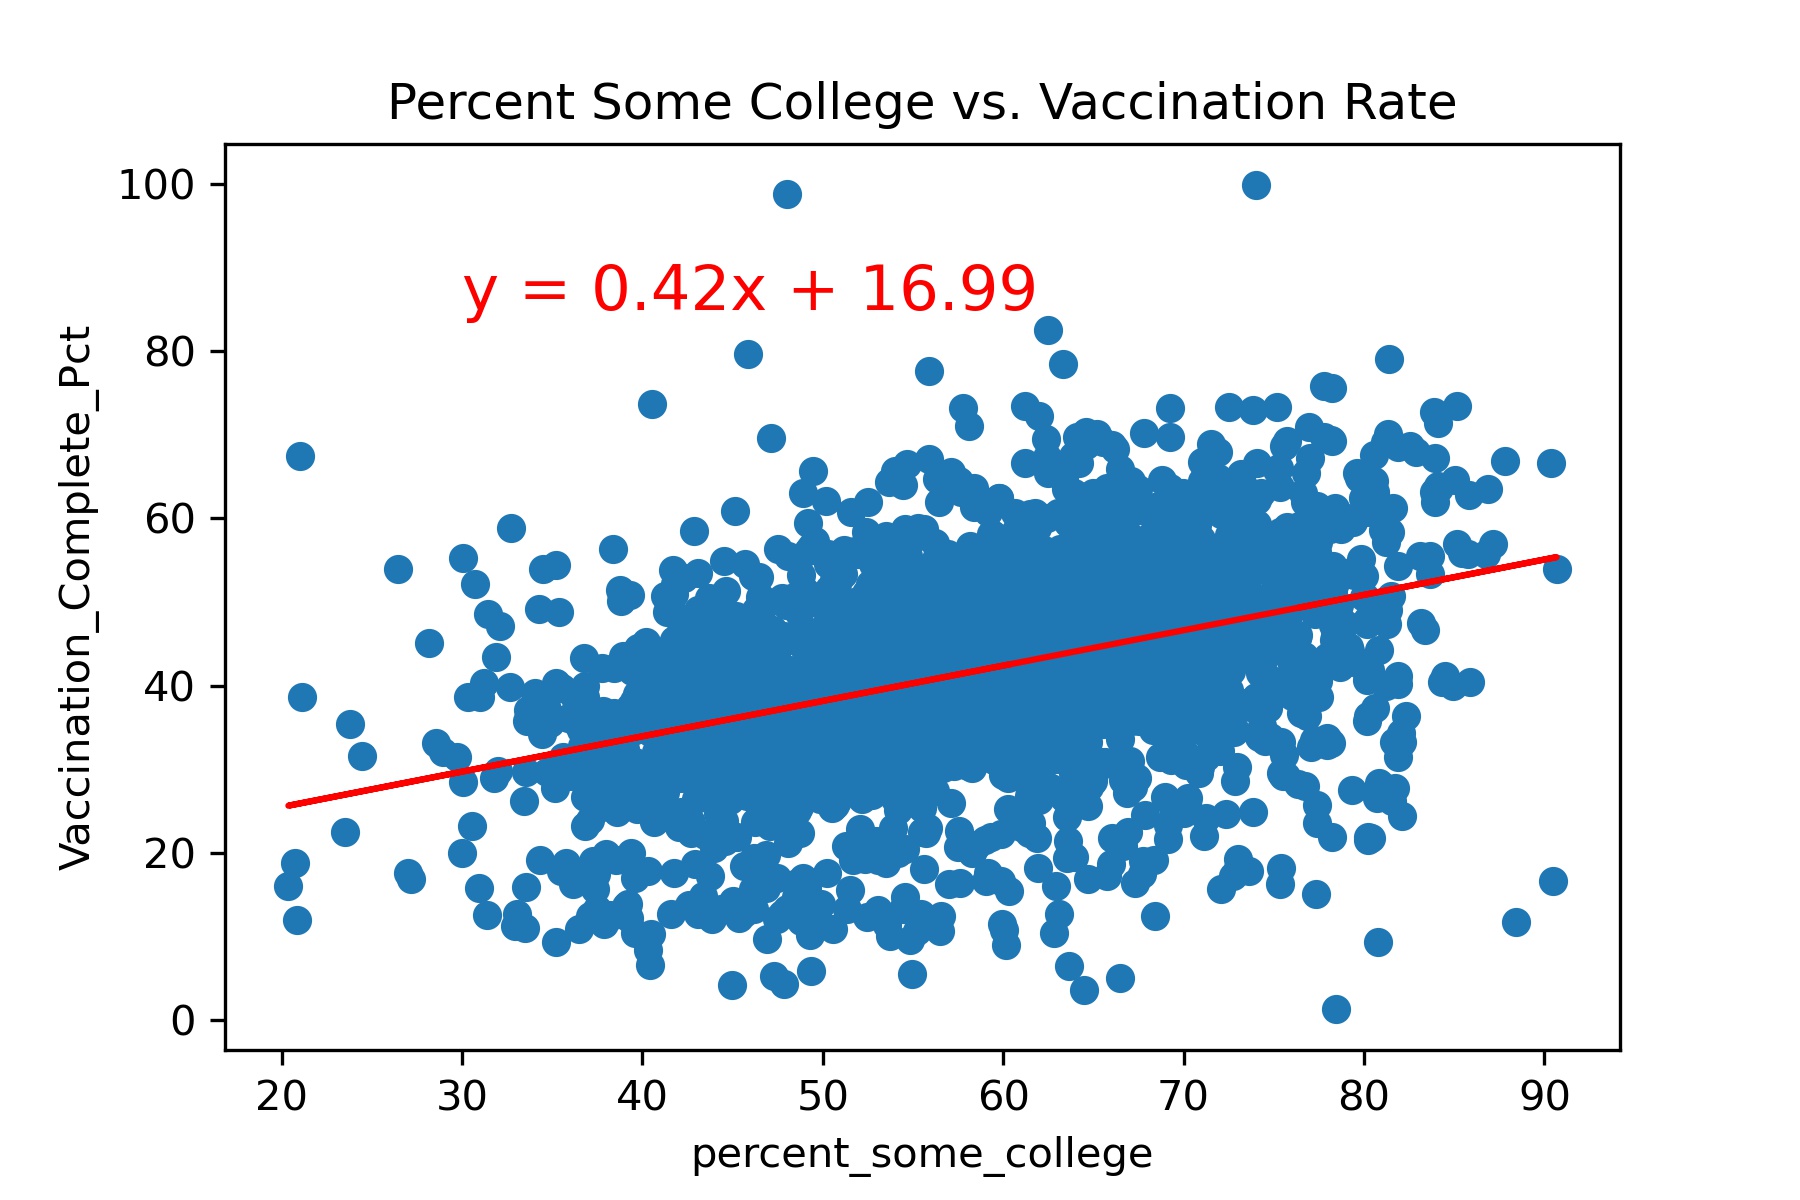 Percent Some College vs. Vaccination Rate
y = 0.42x + 16.99
Vaccination_Complete_Pct
100
80
60
40
20
0
20 30 40 50 60 70 80 90
percent_some_college